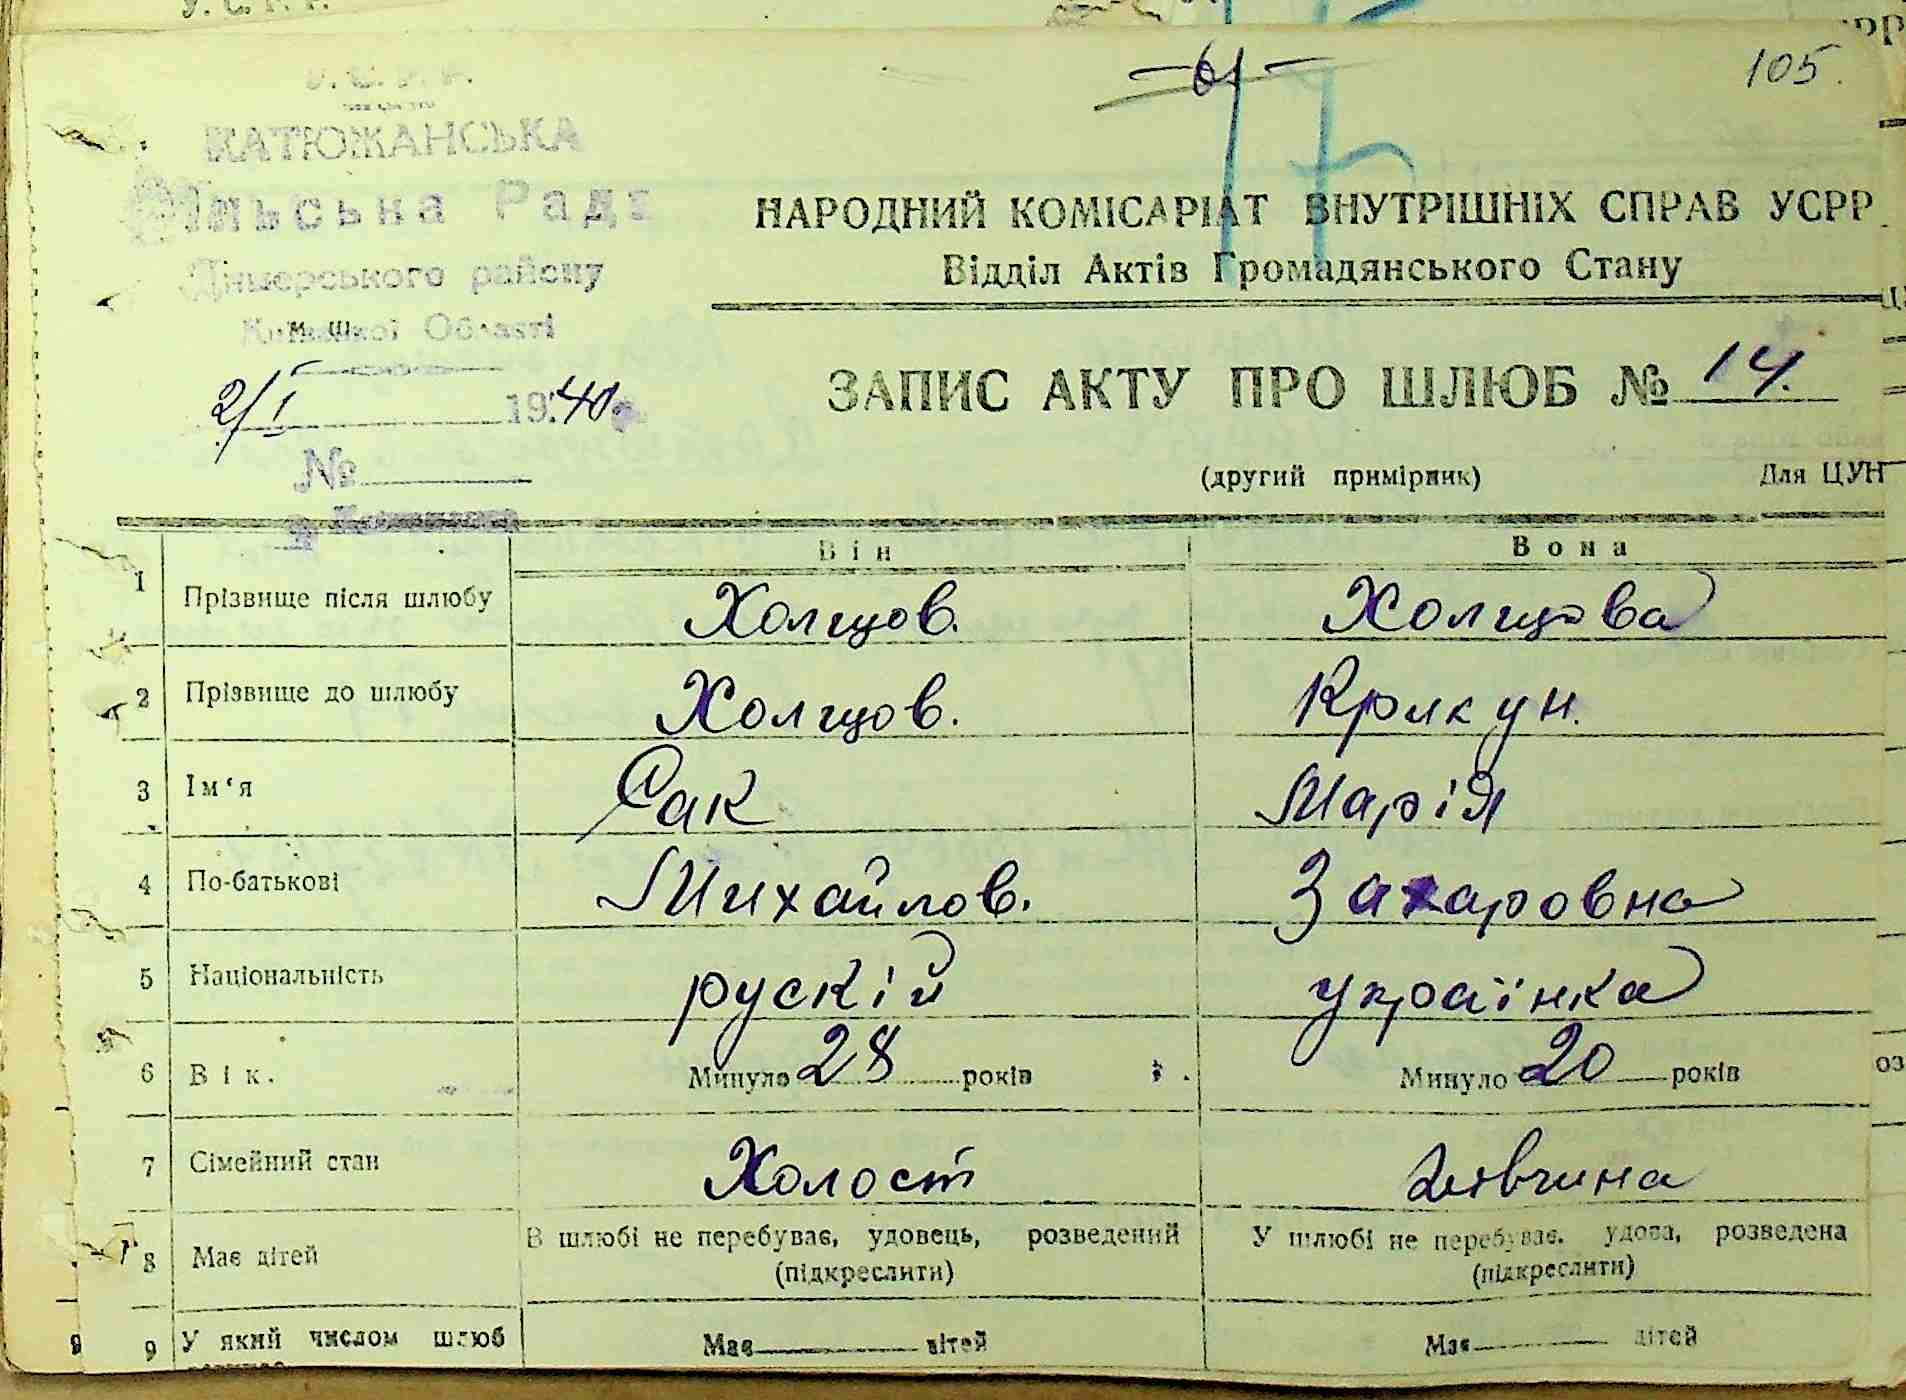 У. С. Р. Р.
105.
У. С. Р. Р.
КАТЮЖАНСЬКА
Сільська Рада
Дімерського району
Київської Області
м. ш.
2/I 1940 р.
№
НАРОДНИЙ КОМІСАРІАТ ВНУТРІШНІХ СПРАВ УСРР
Відділ Актів Громадянського Стану
ЗАПИС АКТУ ПРО ШЛЮБ № 14.
(другий примірник) Для ЦУН
Він Вона
1 Прізвище після шлюбу Холщов. Холщова
2 Прізвище до шлюбу Холщов. Крикун.
3 Ім‘я Сак Марія
4 По-батькові Михайлов. Захаровна
5 Національність рускій українка
6 Вік. Минуло 28 років Минуло 20 років
7 Сімейний стан Холост дівчина
8 Має дітей В шлюбі не перебуває, удовець, розведений У шлюбі не перебуває, удова, розведена
(підкреслити) (підкреслити)
9 9 У який числом шлюб Має дітей Має дітей